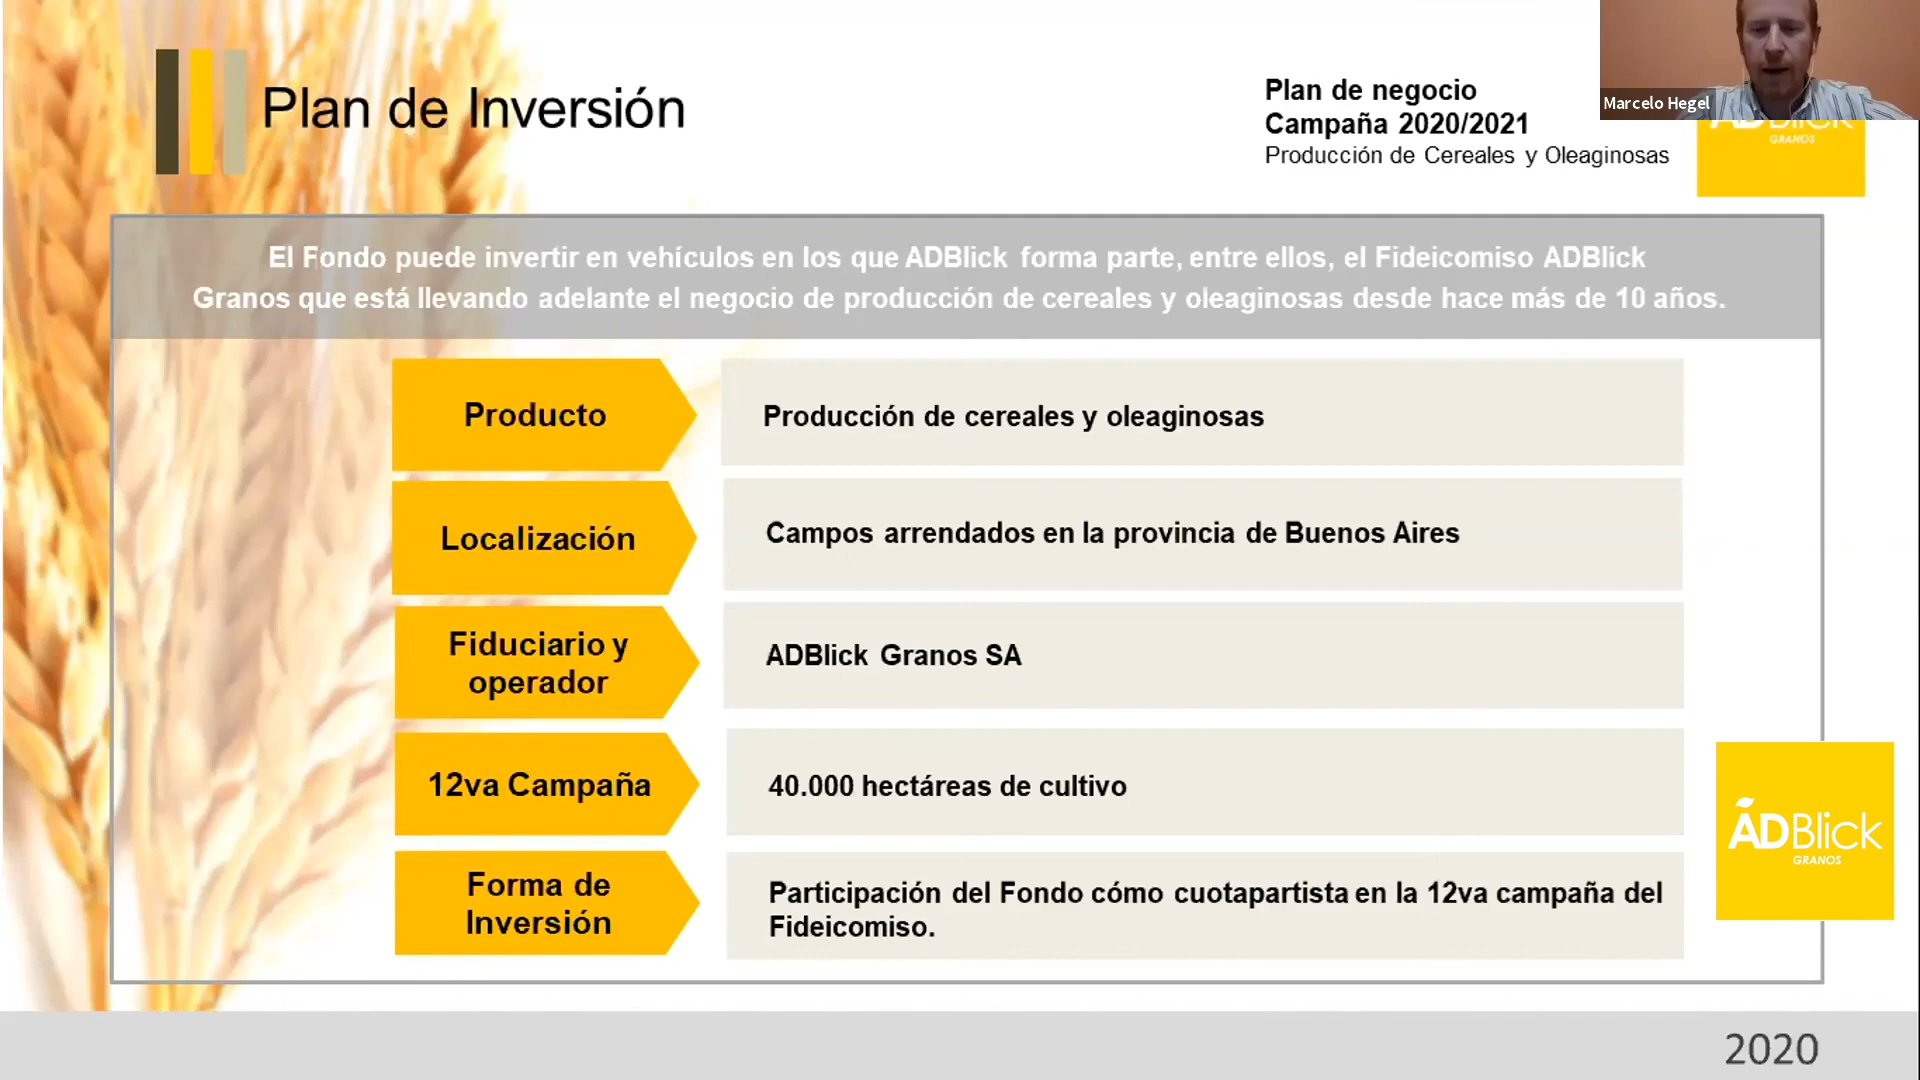 Plan de Inversión
Plan de negocio
Campaña 2020/2021
Producción de Cereales y Oleaginosas
Marcelo Hegel
ADBlick
GRANOS
El Fondo puede invertir en vehículos en los que ADBlick forma parte, entre ellos, el Fideicomiso ADBlick
Granos que está llevando adelante el negocio de producción de cereales y oleaginosas desde hace más de 10 años.
Producto
Producción de cereales y oleaginosas
Localización
Campos arrendados en la provincia de Buenos Aires
Fiduciario y
operador
ADBlick Granos SA
12va Campaña
40.000 hectáreas de cultivo
Forma de
Inversión
Participación del Fondo cómo cuotapartista en la 12va campaña del
Fideicomiso.
ADBlick
GRANOS
2020